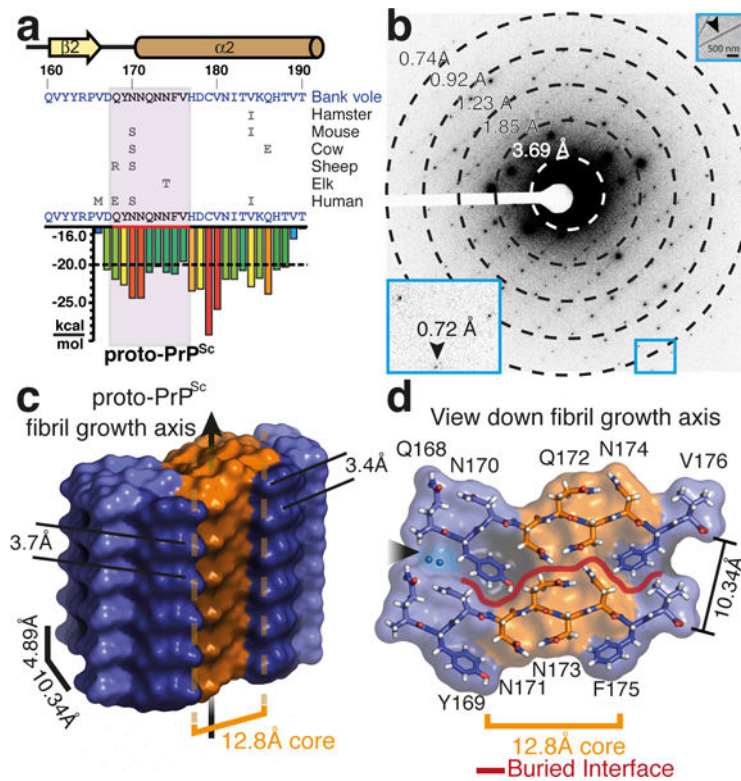 a
β2
α2
160 170 180 190
QVYYRPVDQYNNQNNFVHDCVNITVKQHTVT Bank vole
I Hamster
S I Mouse
S E Cow
R S Sheep
T Elk
M E S I Human
QVYYRPVDQYNNQNNFVHDCVNITVKQHTVT
-16.0
-20.0
-25.0
kcal
mol
proto-PrPSc
b
500 nm
0.74Å
0.92 Å
1.23 Å
1.85 Å
3.69 Å
0.72 Å
c
proto-PrPSc
fibril growth axis
3.4Å
3.7Å
4.89Å
10.34Å
12.8Å core
d
View down fibril growth axis
Q168
N170
Q172
N174
V176
10.34Å
N173
N171
F175
Y169
12.8Å core
Buried Interface